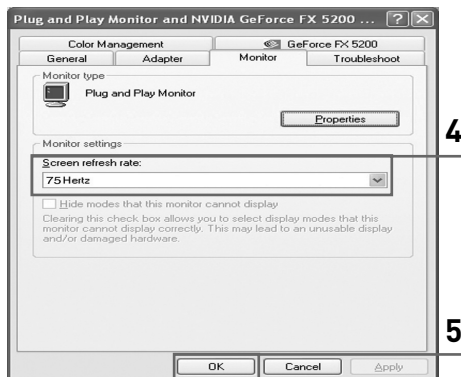 Plug and Play Monitor and NVIDIA GeForce FX 5200 ...
Color Management
GeForce FX 5200
General
Adapter
Monitor
Troubleshoot
Monitor type
Plug and Play Monitor
Properties
4
Monitor settings
Screen refresh rate:
75 Hertz
Hide modes that this monitor cannot display
Clearing this check box allows you to select display modes that this
monitor cannot display correctly. This may lead to an unusable display
and/or damaged hardware.
5
OK
Cancel
Apply